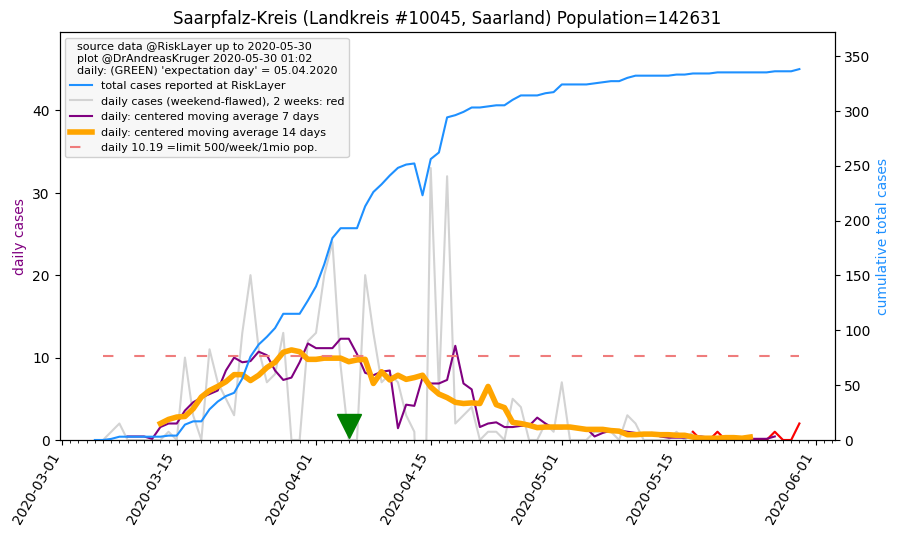 Saarpfalz-Kreis (Landkreis #10045, Saarland) Population=142631
source data @RiskLayer up to 2020-05-30
plot @DrAndreasKruger 2020-05-30 01:02
daily: (GREEN) 'expectation day' = 05.04.2020
total cases reported at RiskLayer
daily cases (weekend-flawed), 2 weeks: red
daily: centered moving average 7 days
daily: centered moving average 14 days
daily 10.19 =limit 500/week/1mio pop.
daily cases
0
10
20
30
40
cumulative total cases
0
50
100
150
200
250
300
350
2020-03-01
2020-03-15
2020-04-01
2020-04-15
2020-05-01
2020-05-15
2020-06-01